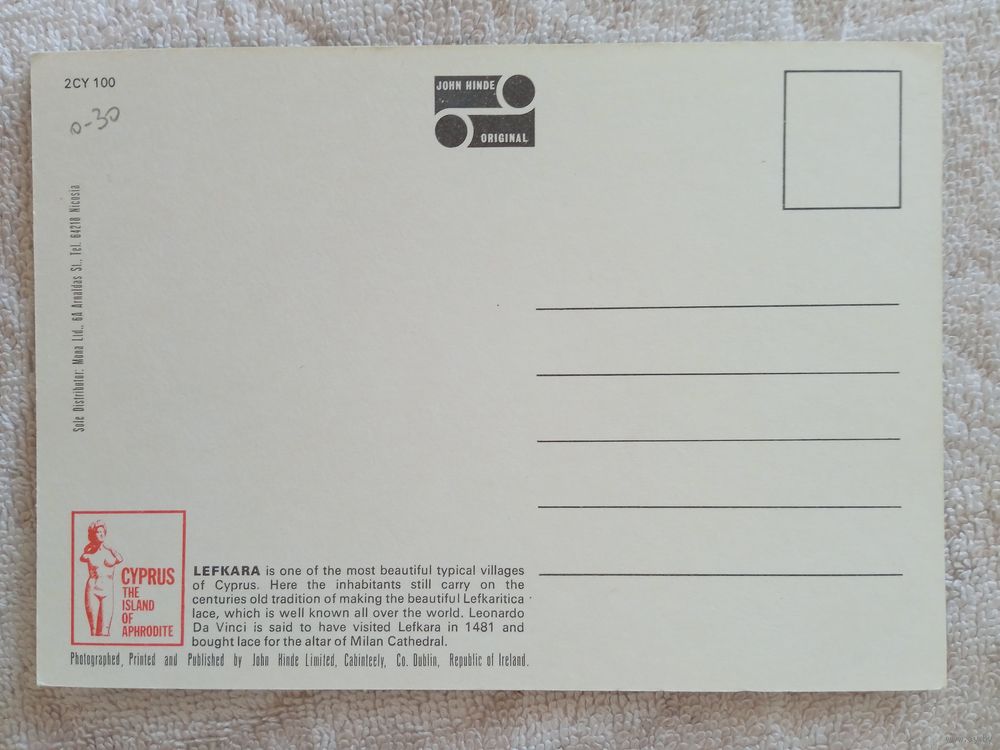 2CY 100
0-30
JOHN HINDE
ORIGINAL
Sole Distributor: Mona Ltd., 6A Arnaldas St., Tel. 64218 Nicosia
CYPRUS
THE
ISLAND
OF
APHRODITE
LEFKARA is one of the most beautiful typical villages
of Cyprus. Here the inhabitants still carry on the
centuries old tradition of making the beautiful Lefkaritica
lace, which is well known all over the world. Leonardo
Da Vinci is said to have visited Lefkara in 1481 and
bought lace for the altar of Milan Cathedral.
Photographed, Printed and Published by John Hinde Limited, Cabinteely, Co. Dublin, Republic of Ireland.